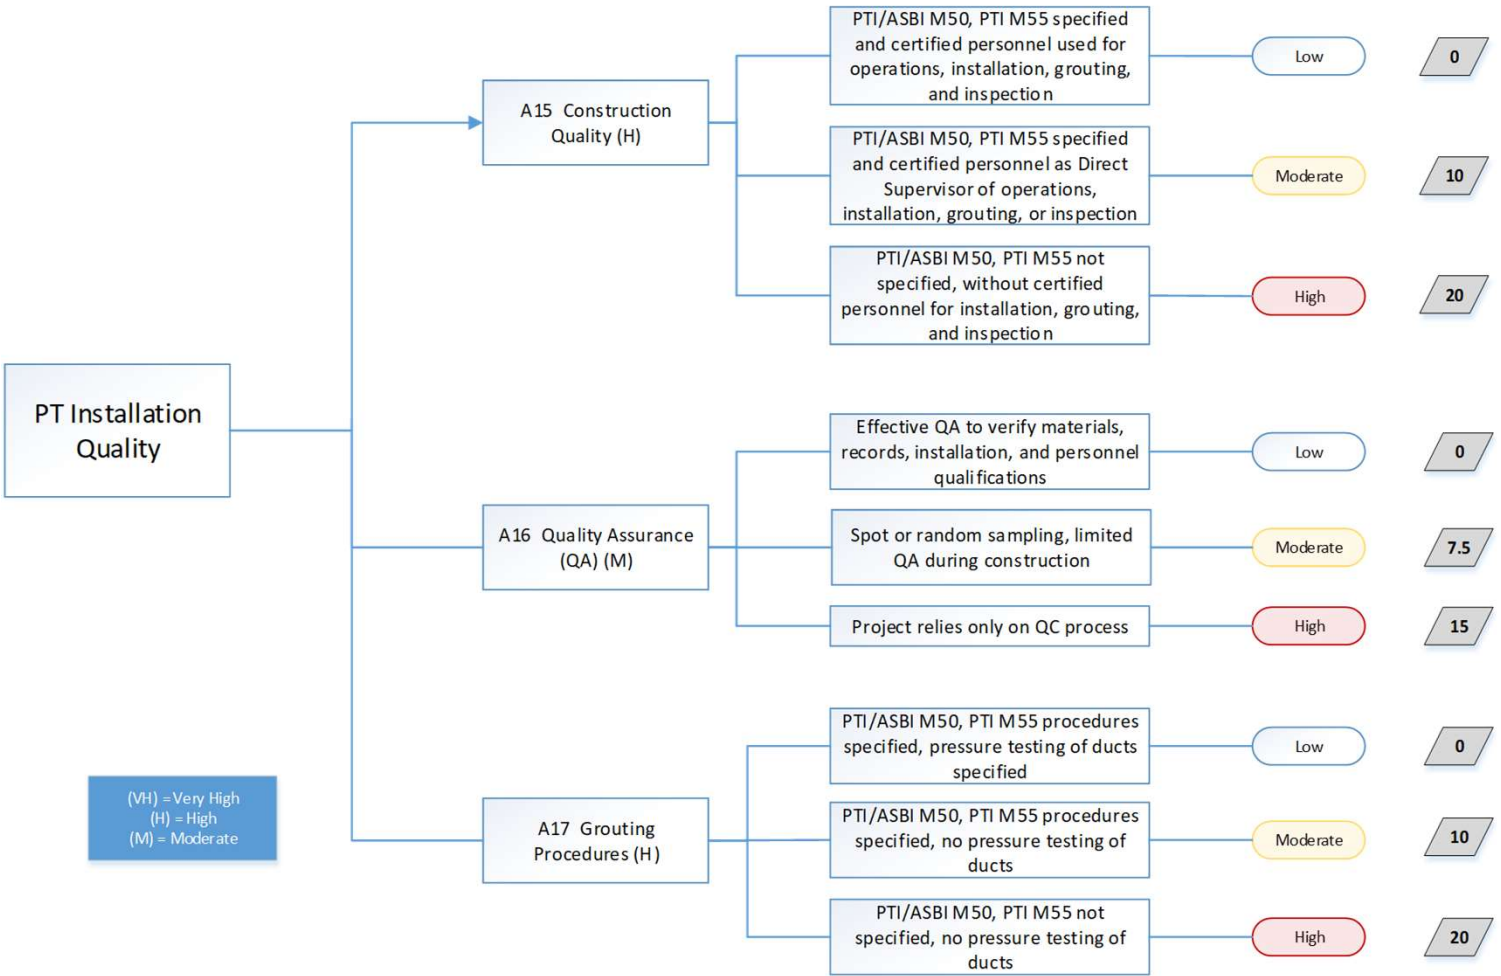 PT Installation
Quality
A15 Construction
Quality (H)
PTI/ASBI M50, PTI M55 specified
and certified personnel used for
operations, installation, grouting,
and inspection
Low
0
PTI/ASBI M50, PTI M55 specified
and certified personnel as Direct
Supervisor of operations,
installation, grouting, or inspection
Moderate
10
PTI/ASBI M50, PTI M55 not
specified, without certified
personnel for installation, grouting,
and inspection
High
20
A16 Quality Assurance
(QA) (M)
Effective QA to verify materials,
records, installation, and personnel
qualifications
Low
0
Spot or random sampling, limited
QA during construction
Moderate
7.5
Project relies only on QC process
High
15
A17 Grouting
Procedures (H)
PTI/ASBI M50, PTI M55 procedures
specified, pressure testing of ducts
specified
Low
0
PTI/ASBI M50, PTI M55 procedures
specified, no pressure testing of
ducts
Moderate
10
PTI/ASBI M50, PTI M55 not
specified, no pressure testing of
ducts
High
20
(VH) = Very High
(H) = High
(M) = Moderate